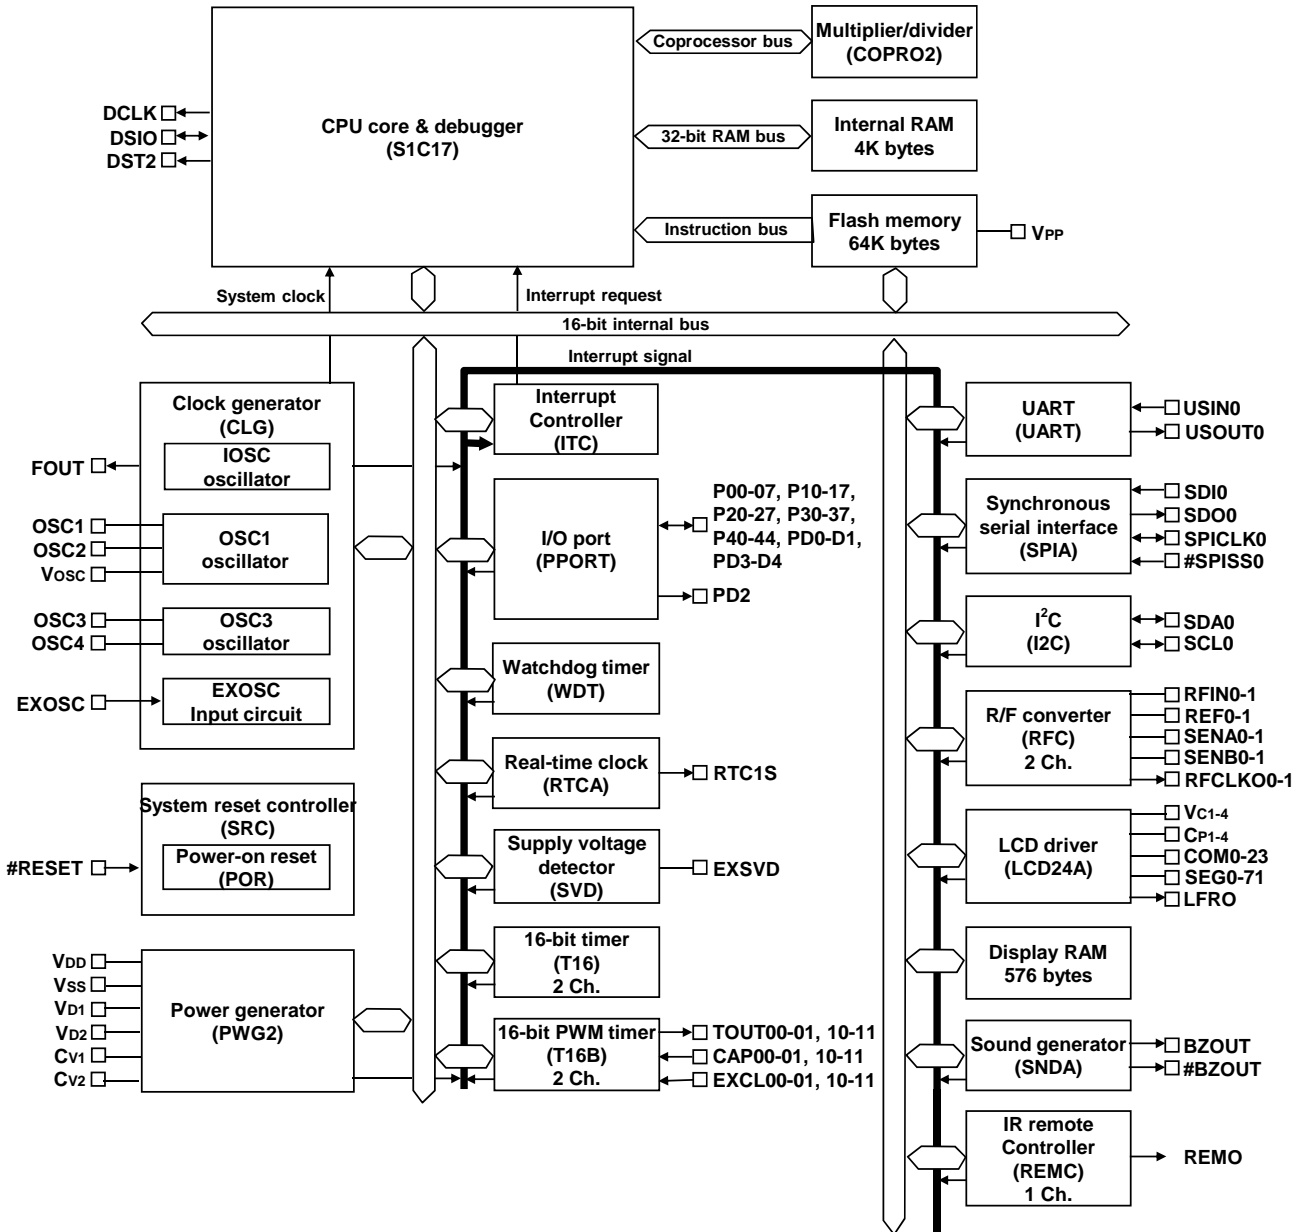 CPU core & debugger
(S1C17)
DCLK
DSIO
DST2
Coprocessor bus
Multiplier/divider
(COPRO2)
32-bit RAM bus
Internal RAM
4K bytes
Instruction bus
Flash memory
64K bytes
VPP
System clock
Interrupt request
16-bit internal bus
Interrupt signal
Clock generator
(CLG)
IOSC
oscillator
OSC1
oscillator
OSC3
oscillator
EXOSC
Input circuit
FOUT
OSC1
OSC2
VOSC
OSC3
OSC4
EXOSC
System reset controller
(SRC)
Power-on reset
(POR)
#RESET
Power generator
(PWG2)
VDD
VSS
VD1
VD2
CV1
CV2
Interrupt
Controller
(ITC)
I/O port
(PPORT)
P00-07, P10-17,
P20-27, P30-37,
P40-44, PD0-D1,
PD3-D4
PD2
Watchdog timer
(WDT)
Real-time clock
(RTCA)
RTC1S
Supply voltage
detector
(SVD)
EXSVD
16-bit timer
(T16)
2 Ch.
16-bit PWM timer
(T16B)
2 Ch.
TOUT00-01, 10-11
CAP00-01, 10-11
EXCL00-01, 10-11
UART
(UART)
USIN0
USOUT0
Synchronous
serial interface
(SPIA)
SDI0
SDO0
SPICLK0
#SPISS0
I2C
(I2C)
SDA0
SCL0
R/F converter
(RFC)
2 Ch.
RFIN0-1
REF0-1
SENA0-1
SENB0-1
RFCLKO0-1
LCD driver
(LCD24A)
VC1-4
CP1-4
COM0-23
SEG0-71
LFRO
Display RAM
576 bytes
Sound generator
(SNDA)
BZOUT
#BZOUT
IR remote
Controller
(REMC)
1 Ch.
REMO